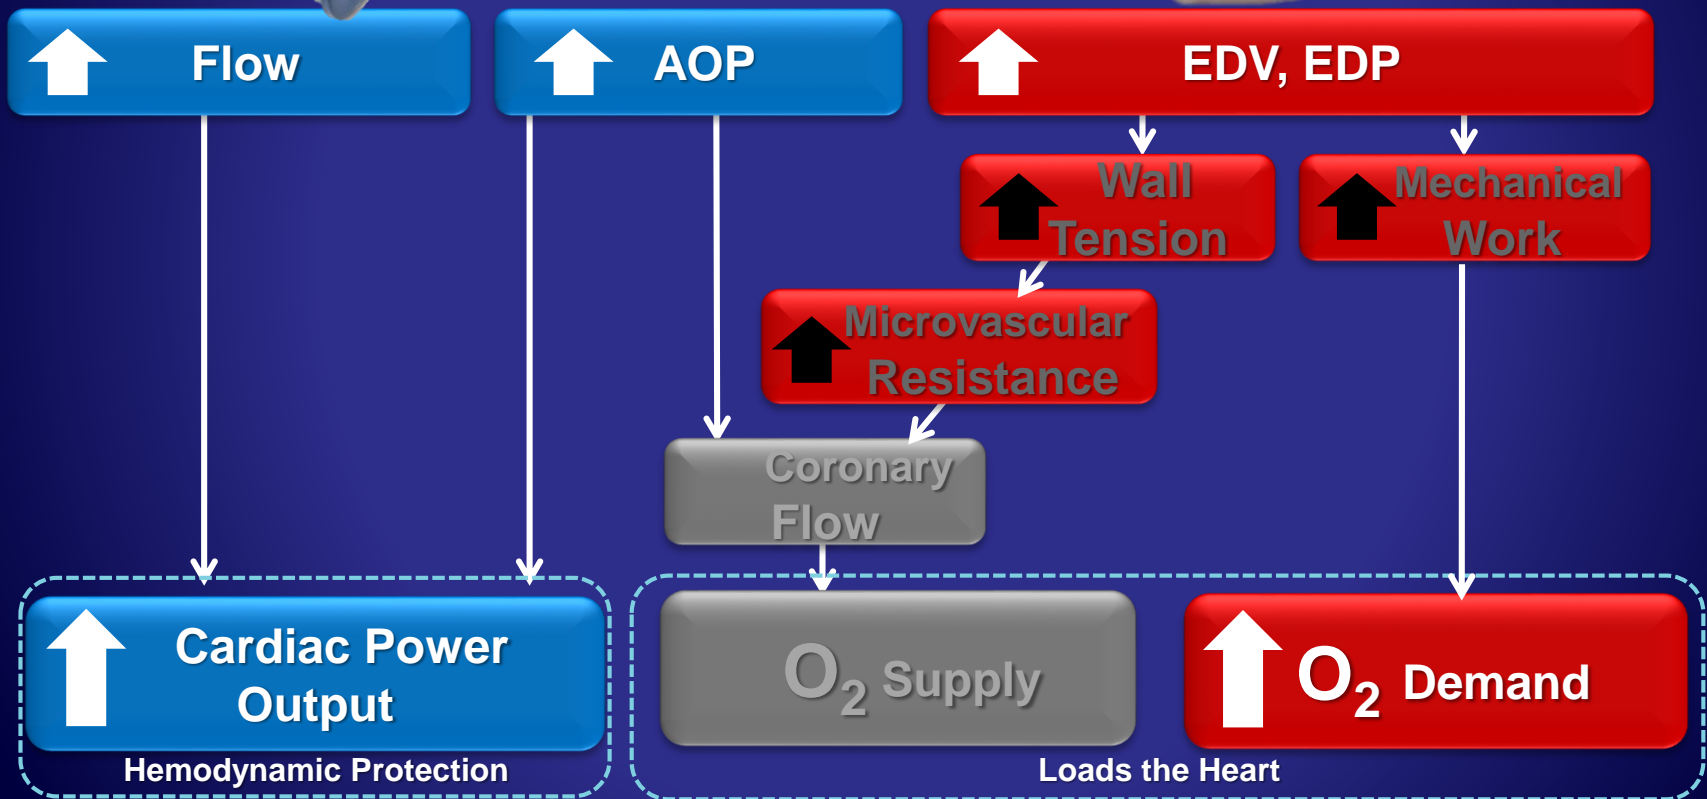 Flow
AOP
EDV, EDP
Wall
Tension
Mechanical
Work
Microvascular
Resistance
Coronary
Flow
Cardiac Power
Output
O₂ Supply
O₂ Demand
Hemodynamic Protection
Loads the Heart